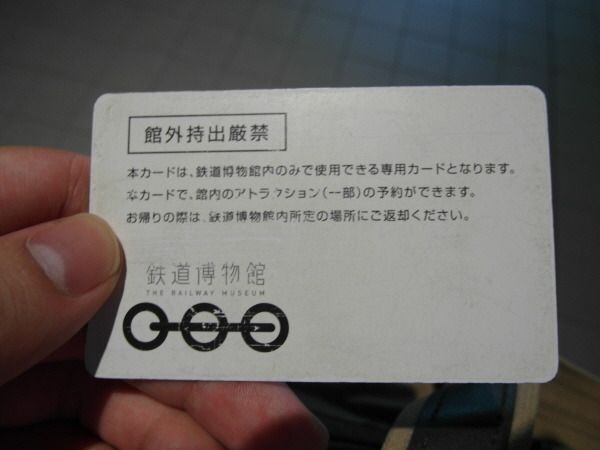 館外持出厳禁
本カードは、鉄道博物館内のみで使用できる専用カードとなります。
本カードで、館内のアトラクション(一部)の予約ができます。
お帰りの際は、鉄道博物館内所定の場所にご返却ください。
鉄道博物館
THE RAILWAY MUSEUM